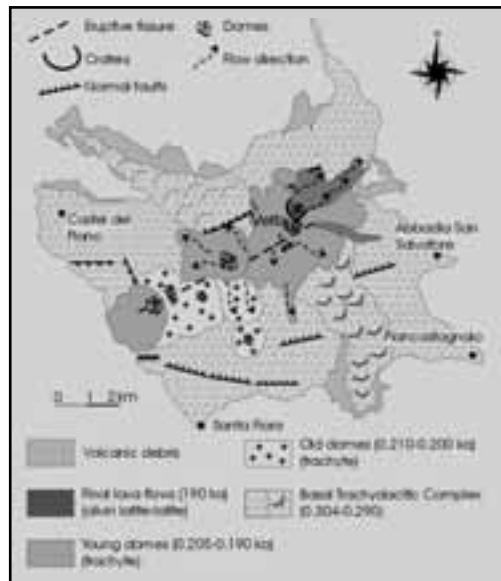 Eruptive fissure
Domes
Craters
Flow direction
Normal faults
Castel del
Piano
Vetta
Abbadia San
Salvatore
Piancastagnaio
0 1 2 km
Santa Fiora
Volcanic debris
Old domes (0.210-0.200 ka)
(trachyte)
Final lava flows (190 ka)
(olivin latite-latite)
Basal Trachydacitic Complex
(0.304-0.290)
Young domes (0.205-0.190 ka)
(trachyte)